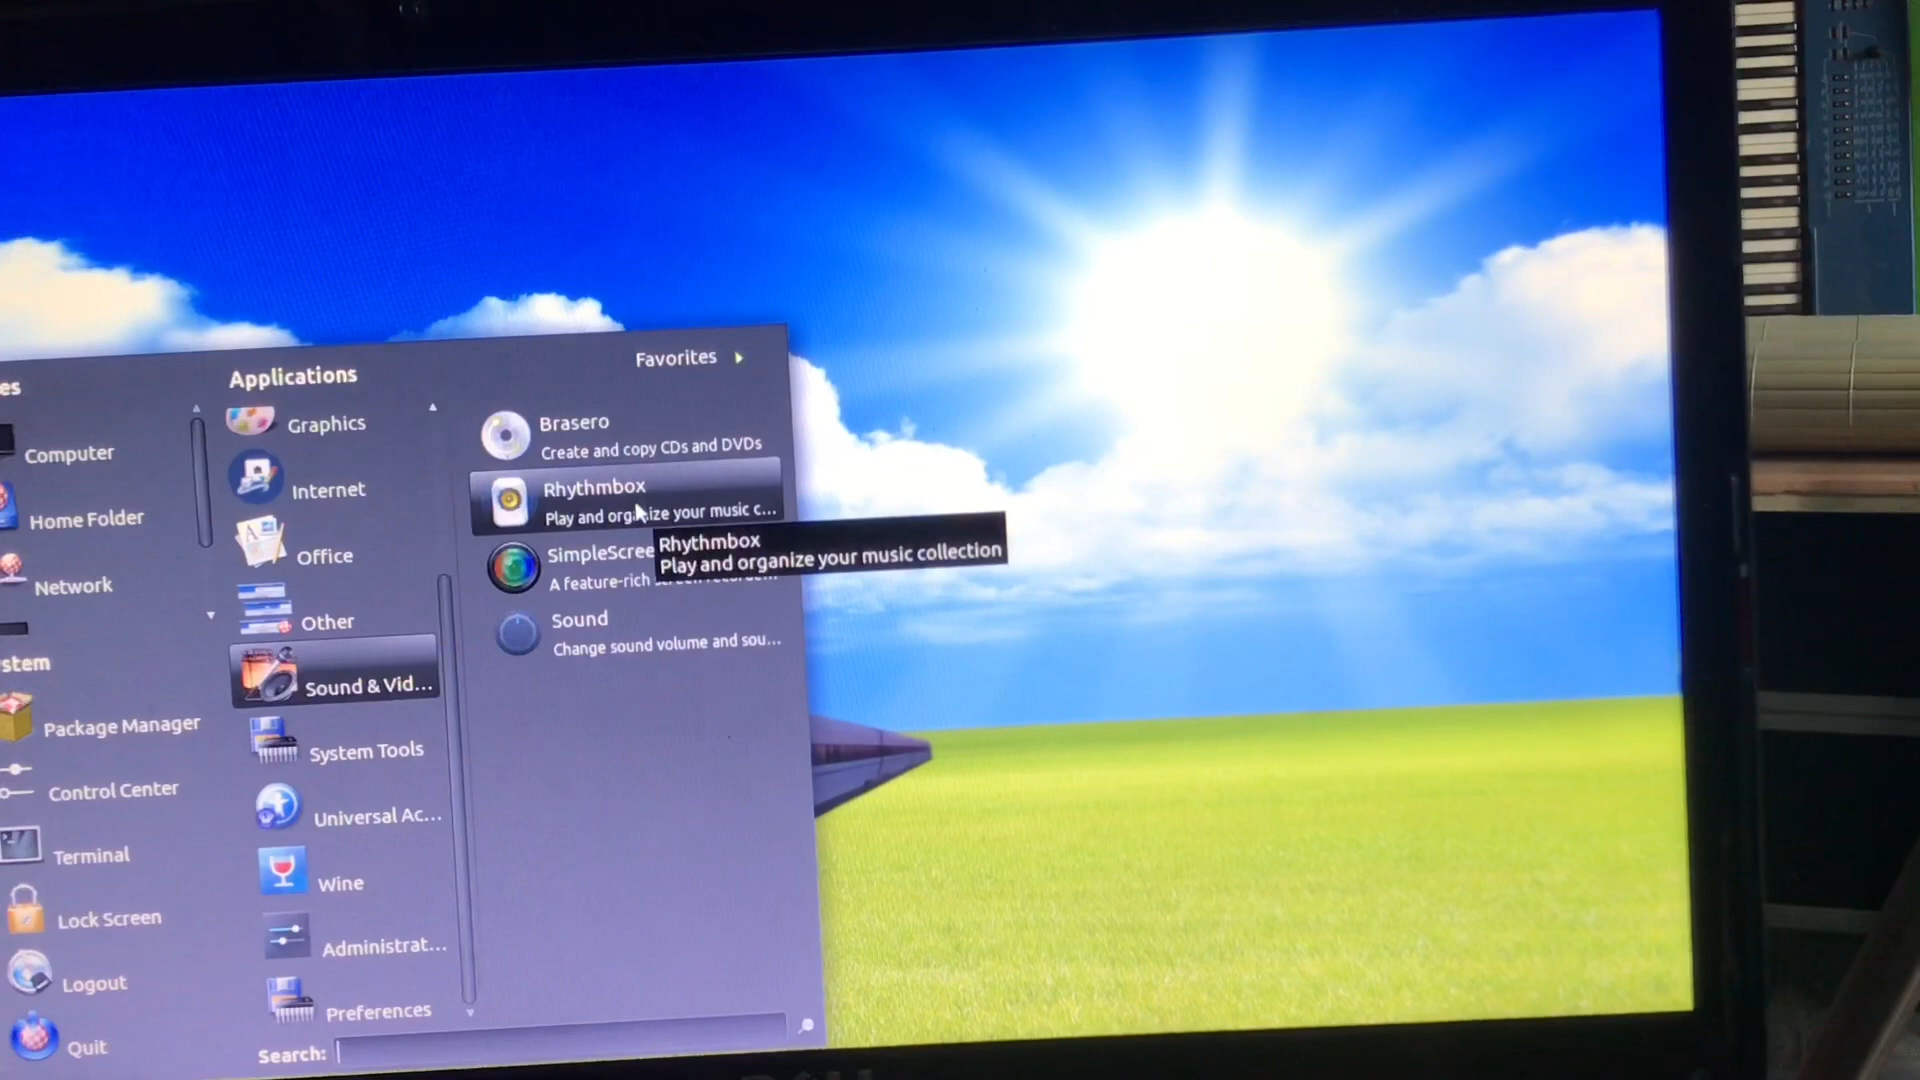 es
Computer
Home Folder
Network
stem
Package Manager
Control Center
Terminal
Lock Screen
Logout
Quit
Applications
Graphics
Internet
Office
Other
Sound & Vid...
System Tools
Universal Ac...
Wine
Administrat...
Preferences
Search:
Favorites
Brasero
Create and copy CDs and DVDs
Rhythmbox
Play and organize your music c...
SimpleScree
A feature-rich
Sound
Change sound volume and sou...
Rhythmbox
Play and organize your music collection